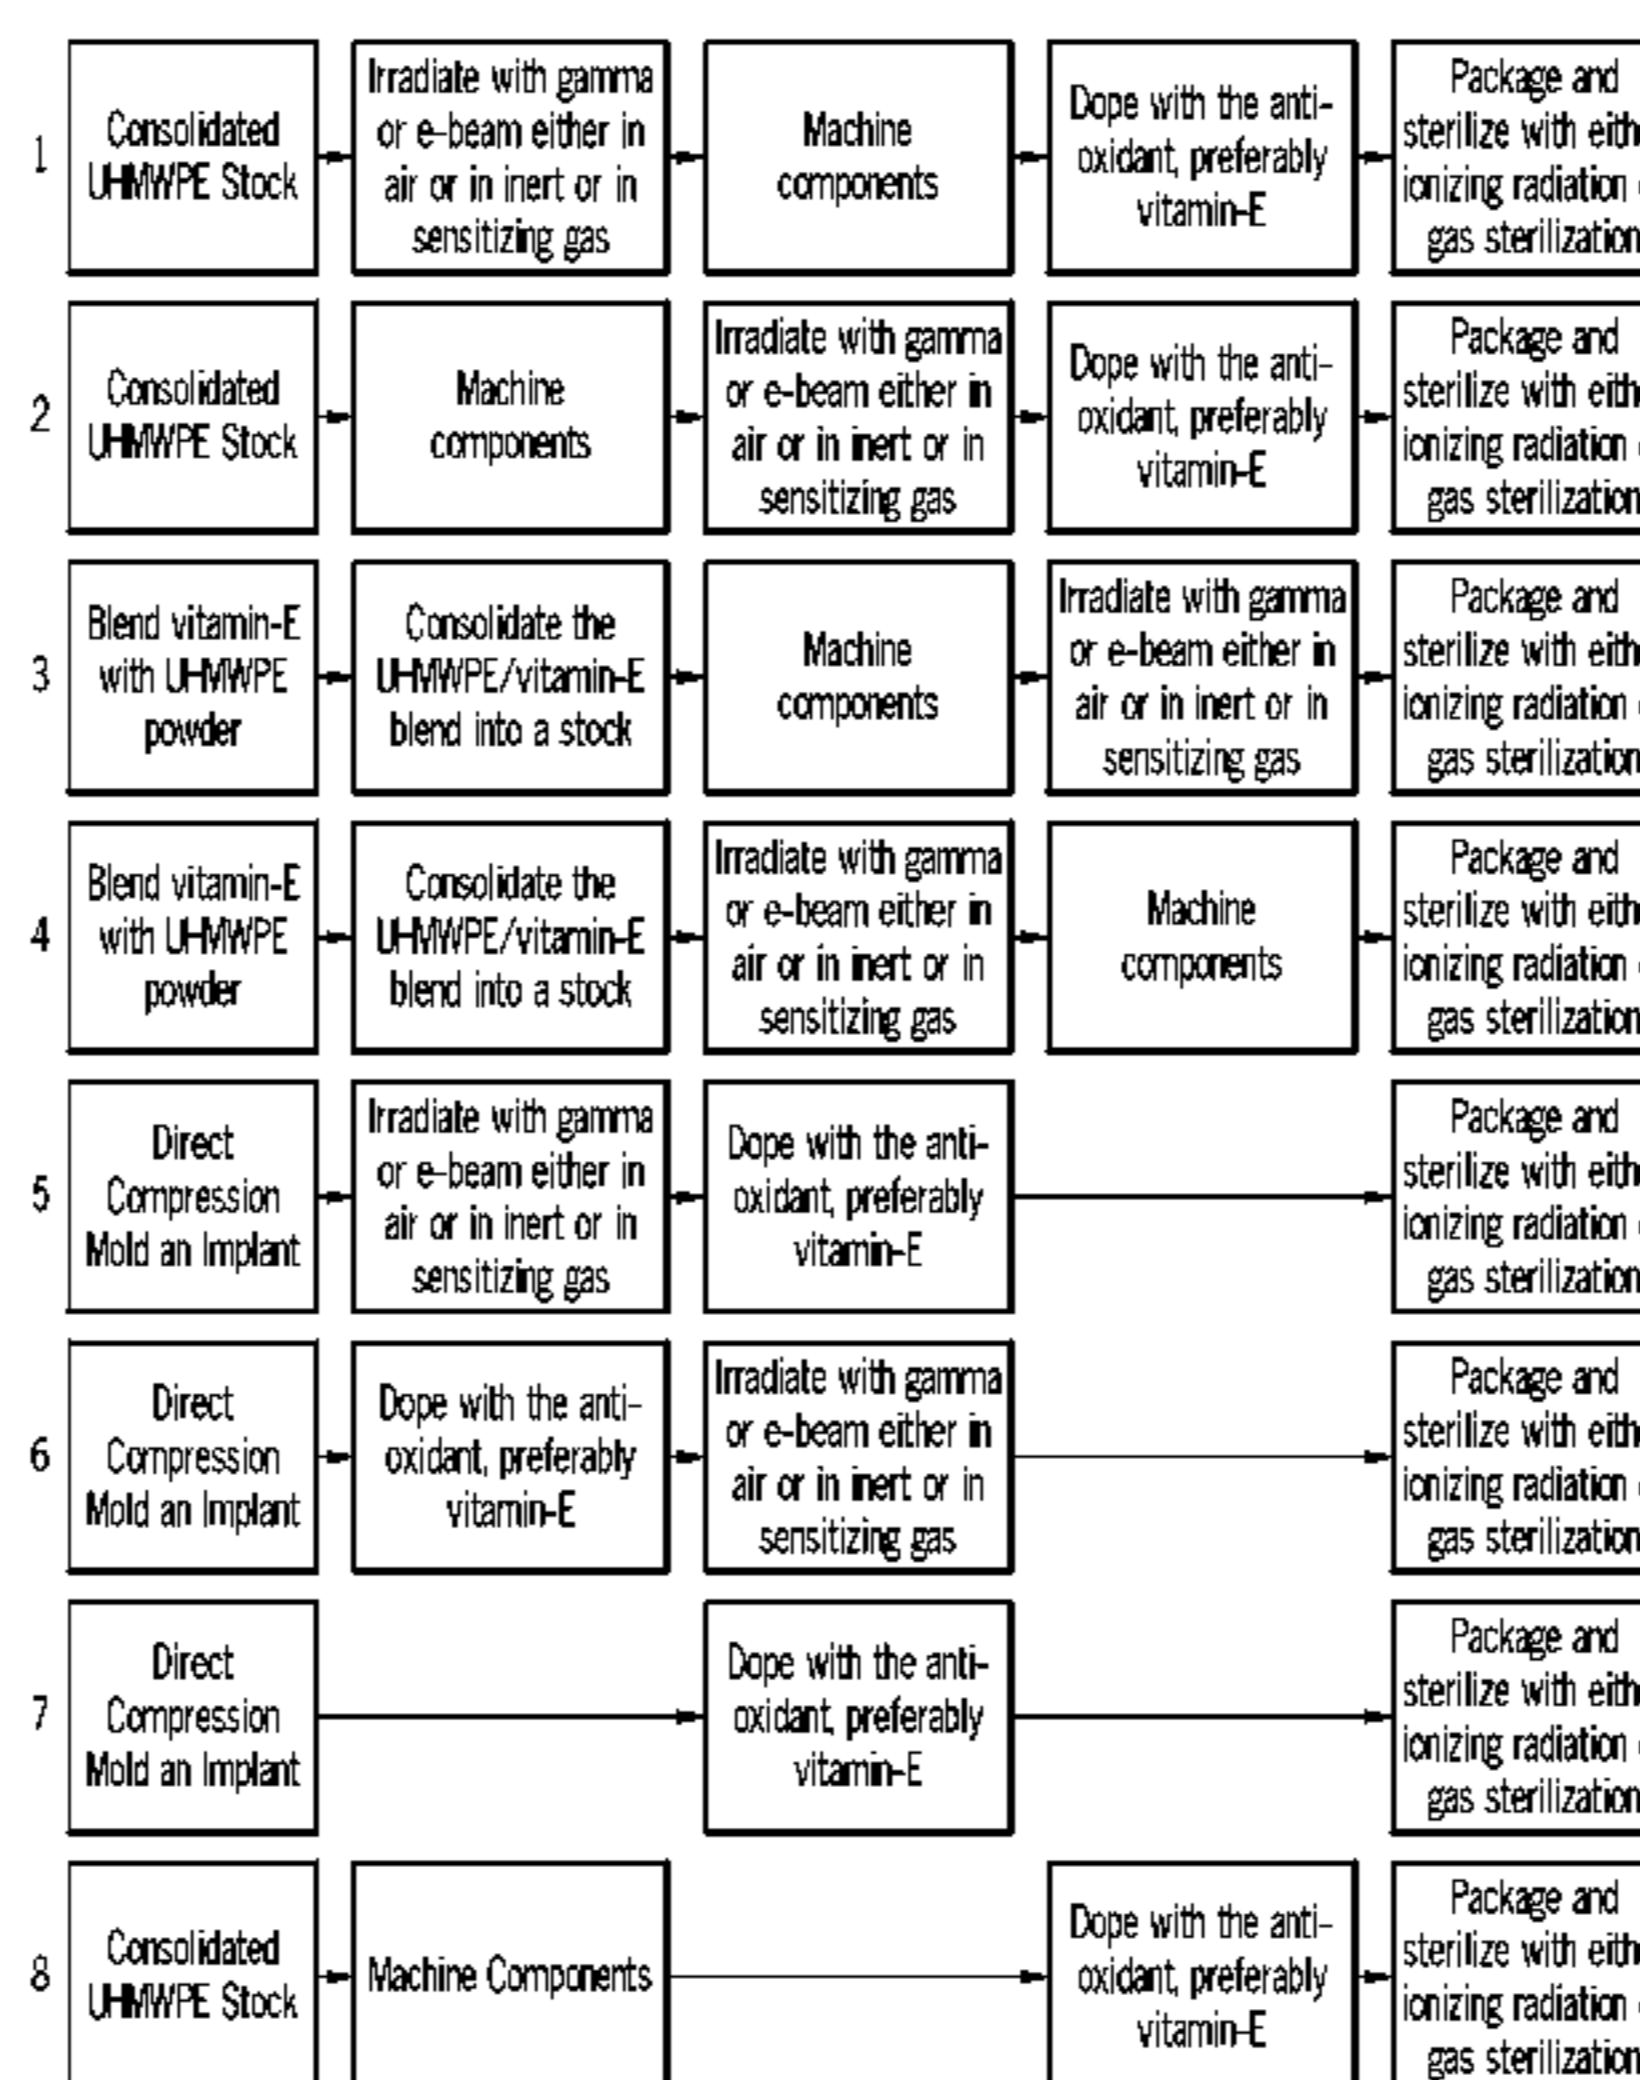 1
Consolidated
UHMWPE Stock
Irradiate with gamma
or e-beam either in
air or in inert or in
sensitizing gas
Machine
components
Dope with the anti-
oxidant, preferably
vitamin-E
Package and
sterilize with
ionizing radiation
gas sterilization
2
Consolidated
UHMWPE Stock
Machine
components
Irradiate with gamma
or e-beam either in
air or in inert or in
sensitizing gas
Dope with the anti-
oxidant, preferably
vitamin-E
Package and
sterilize with
ionizing radiation
gas sterilization
3
Blend vitamin-E
with UHMWPE
powder
Consolidate the
UHMWPE/vitamin-E
blend into a stock
Machine
components
Irradiate with gamma
or e-beam either in
air or in inert or in
sensitizing gas
Package and
sterilize with
ionizing radiation
gas sterilization
4
Blend vitamin-E
with UHMWPE
powder
Consolidate the
UHMWPE/vitamin-E
blend into a stock
Irradiate with gamma
or e-beam either in
air or in inert or in
sensitizing gas
Machine
components
Package and
sterilize with
ionizing radiation
gas sterilization
5
Direct
Compression
Mold an Implant
Irradiate with gamma
or e-beam either in
air or in inert or in
sensitizing gas
Dope with the anti-
oxidant, preferably
vitamin-E
Package and
sterilize with
ionizing radiation
gas sterilization
6
Direct
Compression
Mold an Implant
Dope with the anti-
oxidant, preferably
vitamin-E
Irradiate with gamma
or e-beam either in
air or in inert or in
sensitizing gas
Package and
sterilize with
ionizing radiation
gas sterilization
7
Direct
Compression
Mold an Implant
Dope with the anti-
oxidant, preferably
vitamin-E
Package and
sterilize with
ionizing radiation
gas sterilization
8
Consolidated
UHMWPE Stock
Machine Components
Dope with the anti-
oxidant, preferably
vitamin-E
Package and
sterilize with
ionizing radiation
gas sterilization